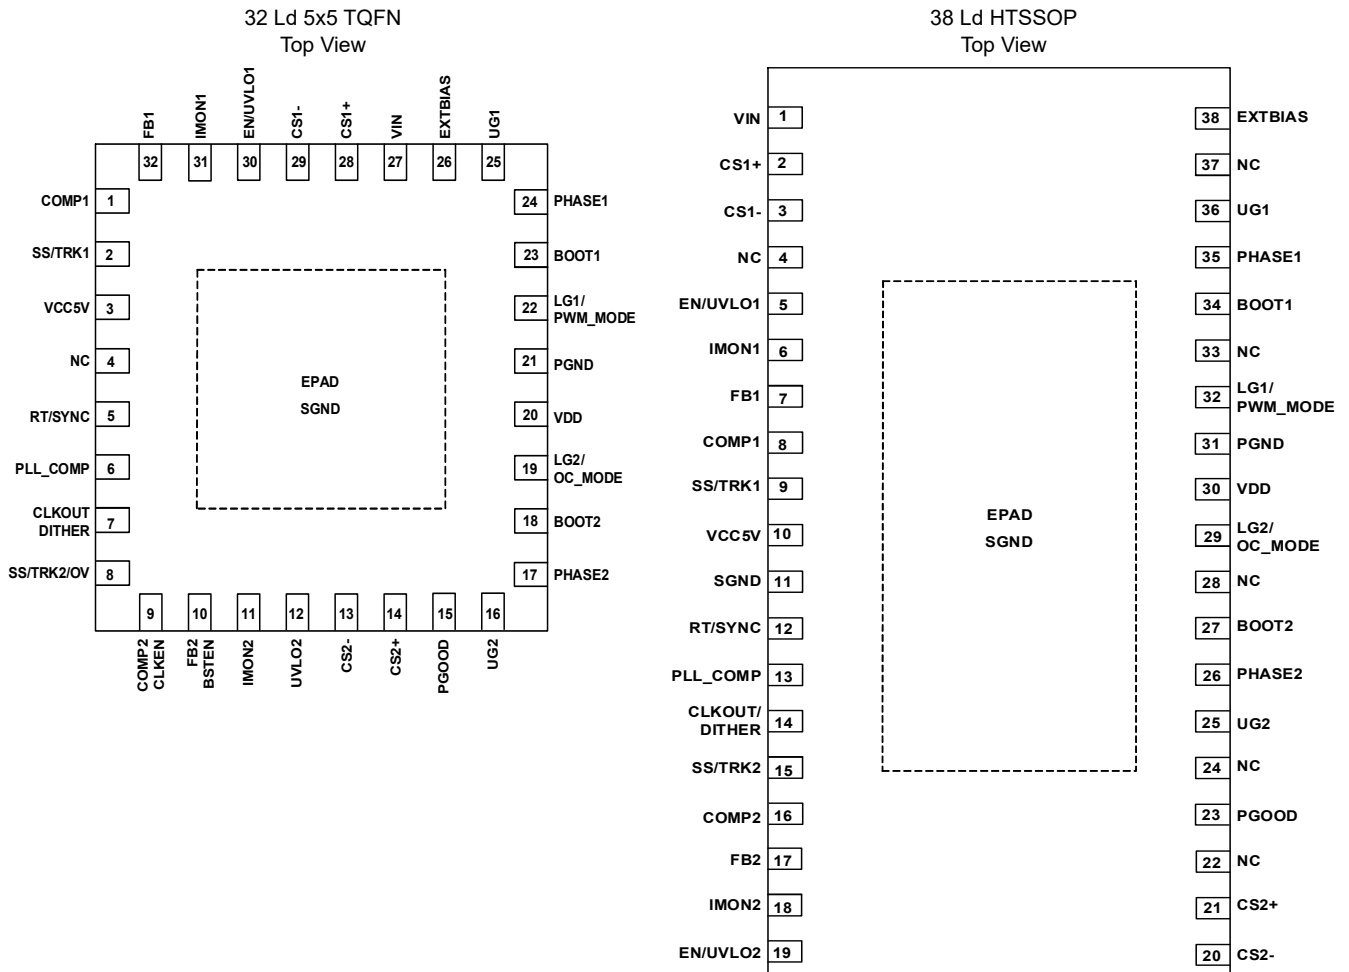 32 Ld 5x5 TQFN
Top View
FB1
IMON1
EN/UVLO1
CS1-
CS1+
VIN
EXTBIAS
UG1
32
31
30
29
28
27
26
25
COMP1 1
SS/TRK1 2
VCC5V 3
NC 4
RT/SYNC 5
PLL_COMP 6
CLKOUT
DITHER 7
SS/TRK2/OV 8
24 PHASE1
23 BOOT1
22 LG1/
PWM_MODE
21 PGND
20 VDD
19 LG2/
OC_MODE
18 BOOT2
17 PHASE2
EPAD
SGND
9
10
11
12
13
14
15
16
COMP2
CLKEN
FB2
BSTEN
IMON2
UVLO2
CS2-
CS2+
PGOOD
UG2
38 Ld HTSSOP
Top View
VIN 1
CS1+ 2
CS1- 3
NC 4
EN/UVLO1 5
IMON1 6
FB1 7
COMP1 8
SS/TRK1 9
VCC5V 10
SGND 11
RT/SYNC 12
PLL_COMP 13
CLKOUT/
DITHER 14
SS/TRK2 15
COMP2 16
FB2 17
IMON2 18
EN/UVLO2 19
EPAD
SGND
38 EXTBIAS
37 NC
36 UG1
35 PHASE1
34 BOOT1
33 NC
32 LG1/
PWM_MODE
31 PGND
30 VDD
29 LG2/
OC_MODE
28 NC
27 BOOT2
26 PHASE2
25 UG2
24 NC
23 PGOOD
22 NC
21 CS2+
20 CS2-